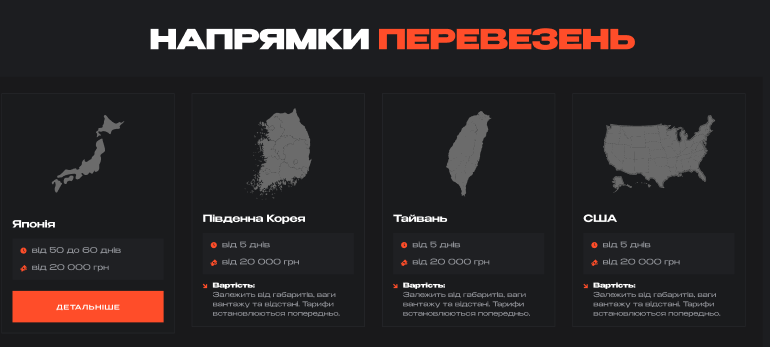 НАПРЯМКИ ПЕРЕВЕЗЕНЬ
Японія
від 50 до 60 днів
від 20 000 грн
ДЕТАЛЬНІШЕ
Південна Корея
від 5 днів
від 20 000 грн
Вартість:
Залежить від габаритів, ваги
вантажу та відстані. Тарифи
встановлюються попередньо.
Тайвань
від 5 днів
від 20 000 грн
Вартість:
Залежить від габаритів, ваги
вантажу та відстані. Тарифи
встановлюються попередньо.
США
від 5 днів
від 20 000 грн
Вартість:
Залежить від габаритів, ваги
вантажу та відстані. Тарифи
встановлюються попередньо.